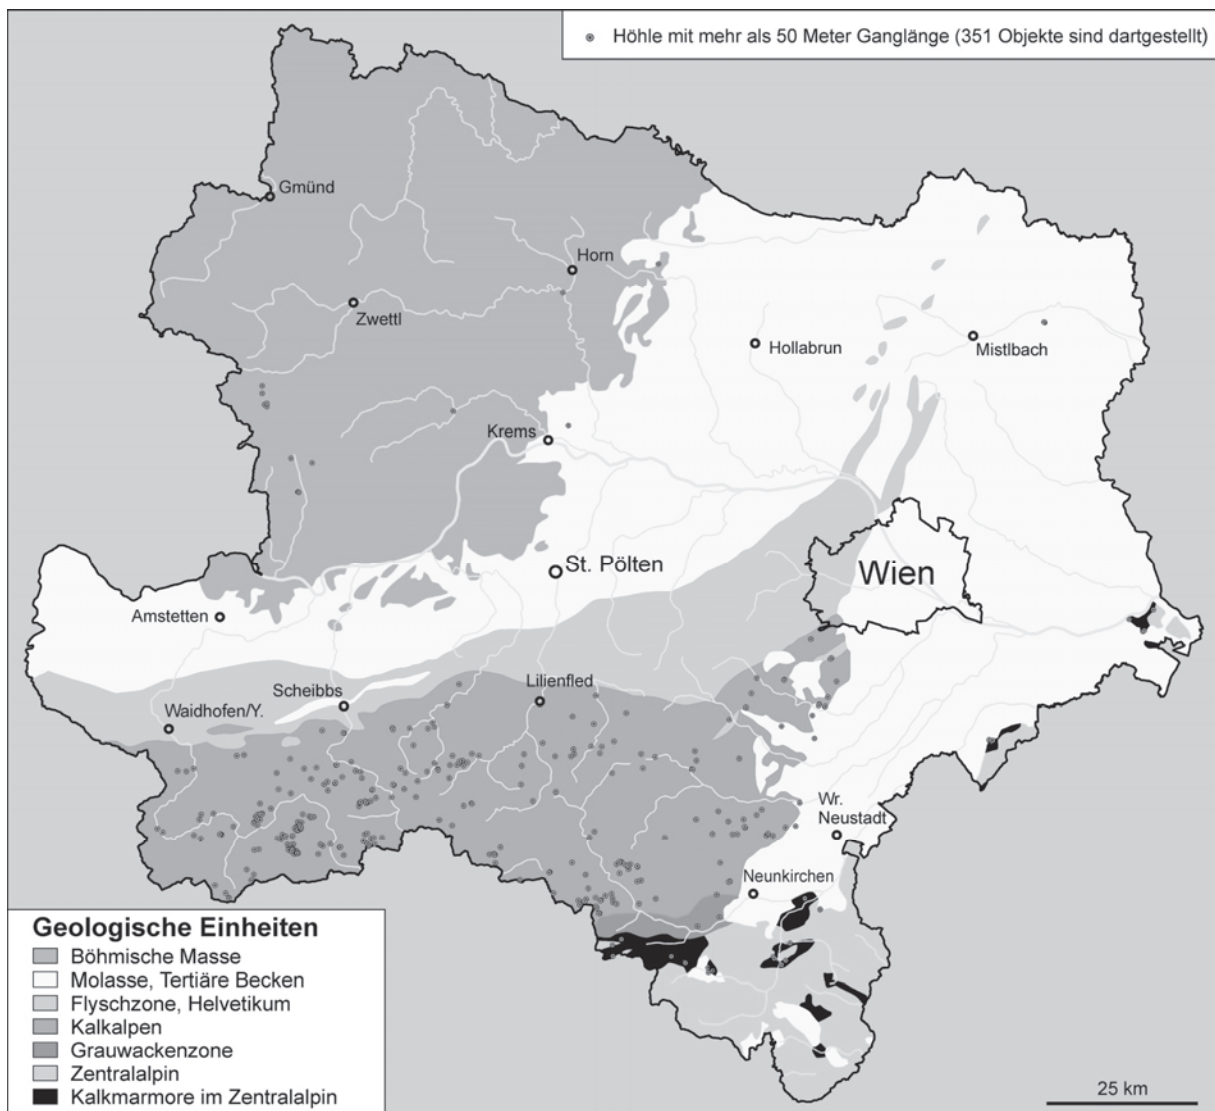 Höhle mit mehr als 50 Meter Ganglänge (351 Objekte sind dartgestellt)
Gmünd
Horn
Zwettl
Hollabrun
Mistlbach
Krems
St. Pölten
Wien
Amstetten
Scheibbs
Lilienfled
Waidhofen/Y.
Wr.
Neustadt
Neunkirchen
Geologische Einheiten
Böhmische Masse
Molasse, Tertiäre Becken
Flyschzone, Helvetikum
Kalkalpen
Grauwackenzone
Zentralalpin
Kalkmarmore im Zentralalpin
25 km